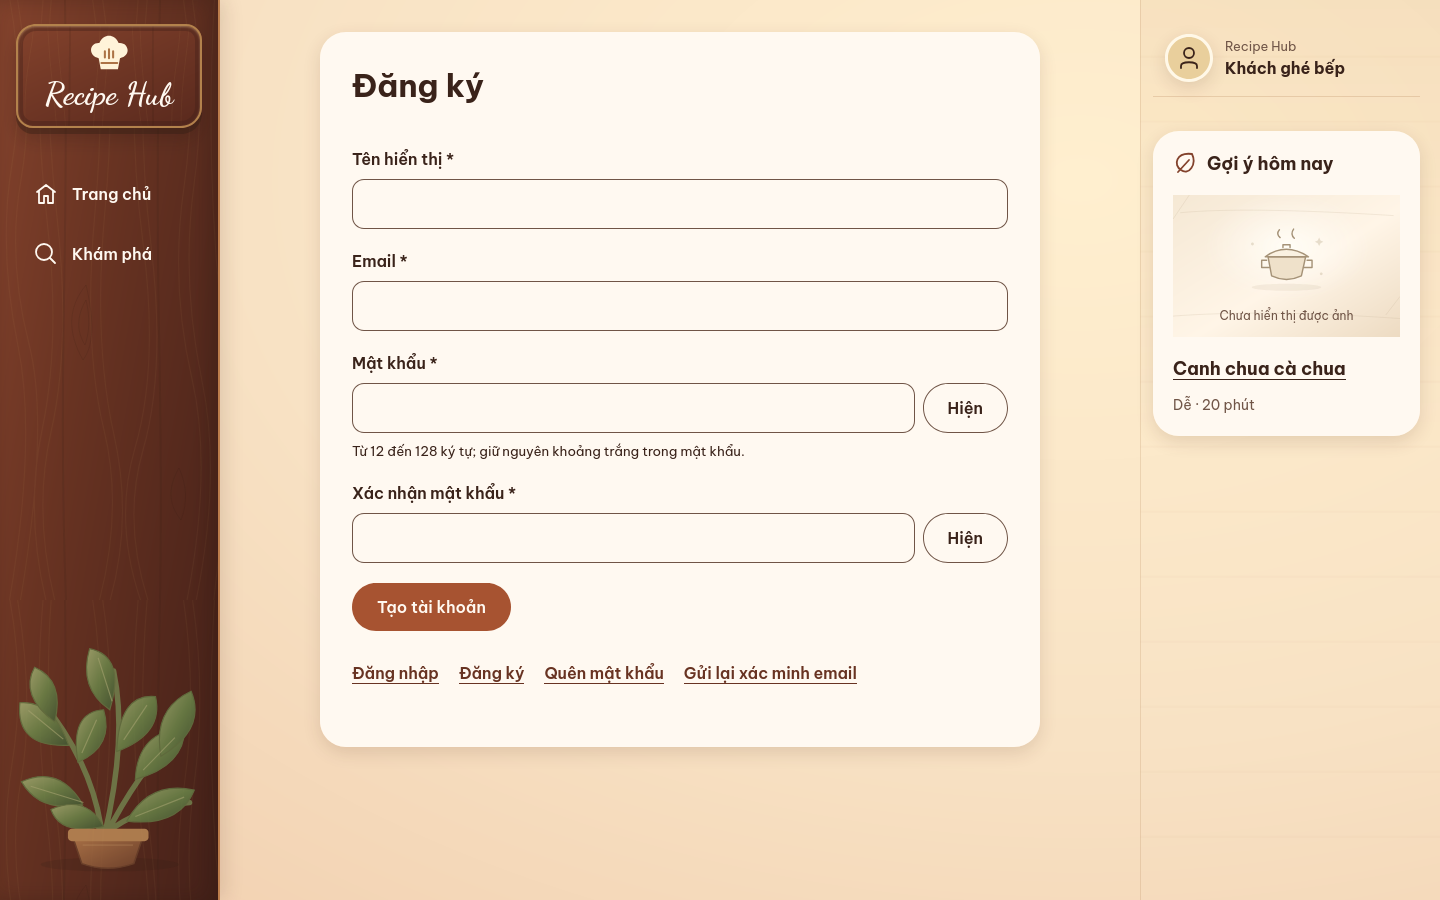 Recipe Hub
Trang chủ
Khám phá
Đăng ký
Tên hiển thị *
Email *
Mật khẩu *
Hiện
Từ 12 đến 128 ký tự; giữ nguyên khoảng trắng trong mật khẩu.
Xác nhận mật khẩu *
Hiện
Tạo tài khoản
Đăng nhập Đăng ký Quên mật khẩu Gửi lại xác minh email
Recipe Hub
Khách ghé bếp
Gợi ý hôm nay
Chưa hiển thị được ảnh
Canh chua cà chua
Dễ · 20 phút